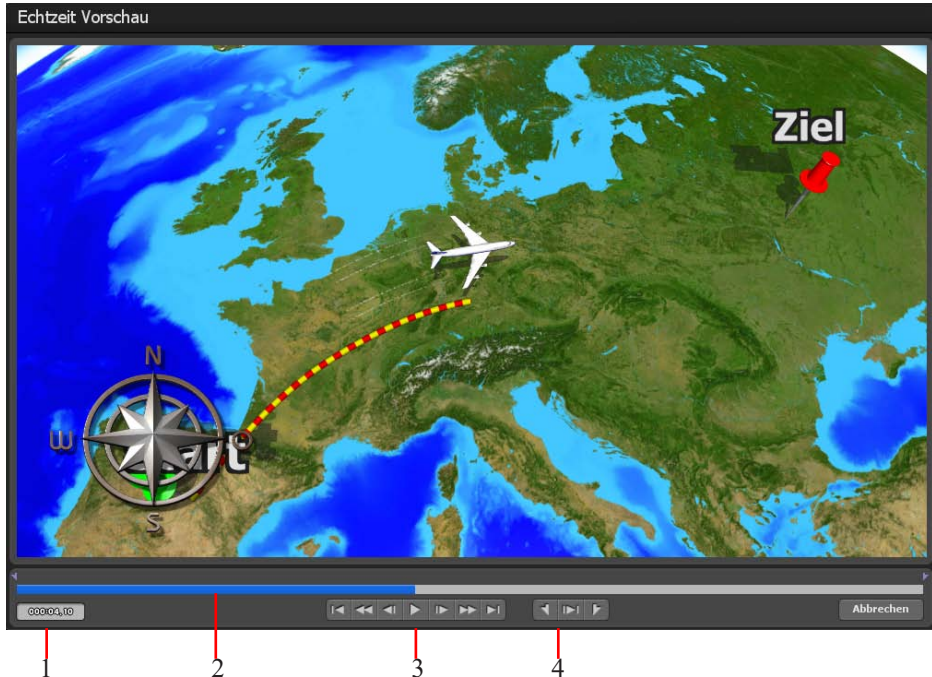 Echtzeit Vorschau
Ziel
N
W
O
S
000:04,10
Abbrechen
1 2 3 4